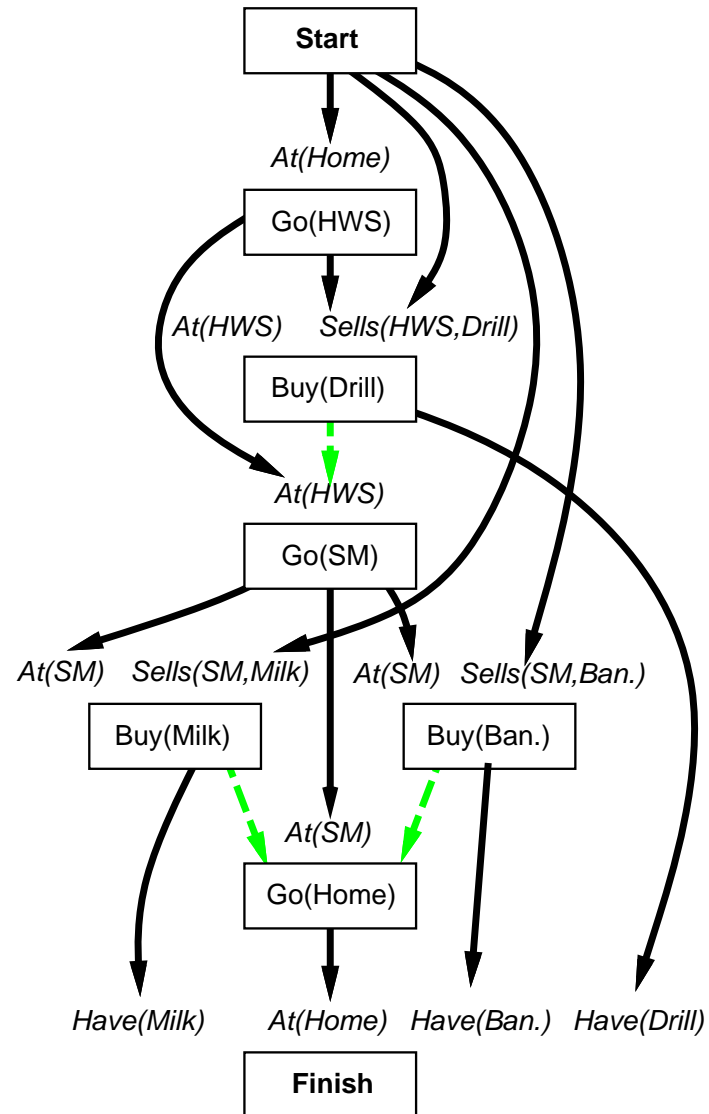 Start
At(Home)
Go(HWS)
At(HWS) Sells(HWS,Drill)
Buy(Drill)
At(HWS)
Go(SM)
At(SM) Sells(SM,Milk) At(SM) Sells(SM,Ban.)
Buy(Milk) Buy(Ban.)
At(SM)
Go(Home)
Have(Milk) At(Home) Have(Ban.) Have(Drill)
Finish